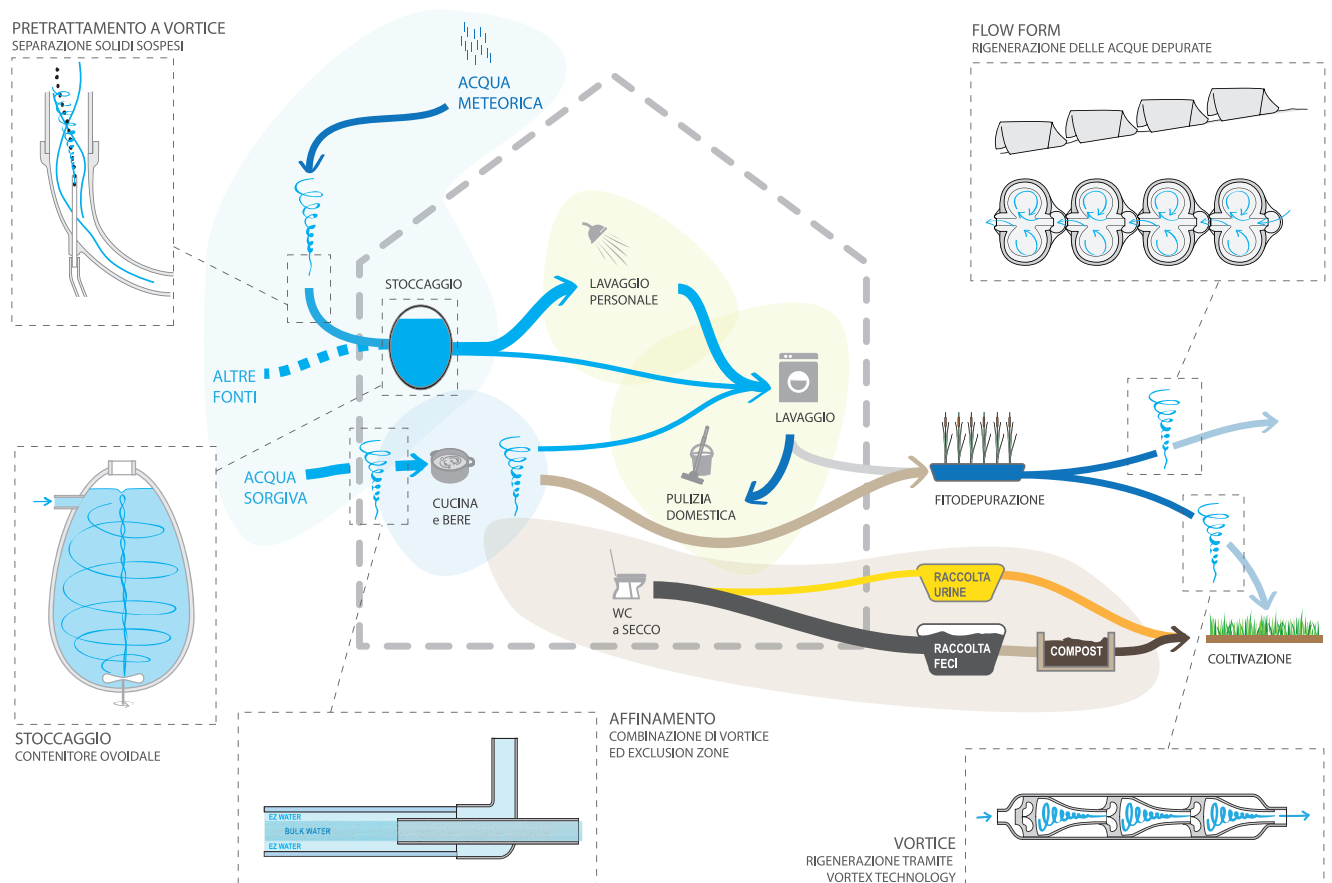 PRETRATTAMENTO A VORTICE
SEPARAZIONE SOLIDI SOSPESI
FLOW FORM
RIGENERAZIONE DELLE ACQUE DEPURATE
ACQUA
METEORICA
STOCCAGGIO
LAVAGGIO
PERSONALE
ALTRE
FONTI
LAVAGGIO
ACQUA
SORGIVA
CUCINA
e BERE
PULIZIA
DOMESTICA
FITODEPURAZIONE
WC
a SECCO
RACCOLTA
URINE
RACCOLTA
FECI
COMPOST
COLTIVAZIONE
STOCCAGGIO
CONTENITORE OVOIDALE
AFFINAMENTO
COMBINAZIONE DI VORTICE
ED EXCLUSION ZONE
EZ WATER
BULK WATER
EZ WATER
VORTICE
RIGENERAZIONE TRAMITE
VORTEX TECHNOLOGY